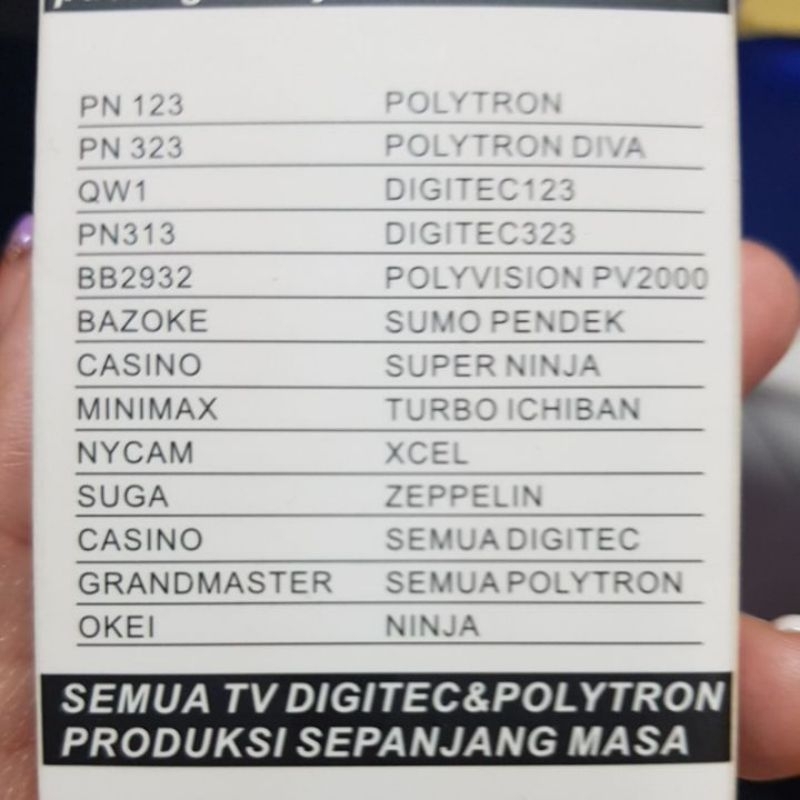 PN 123 POLYTRON
PN 323 POLYTRON DIVA
QW1 DIGITEC123
PN313 DIGITEC323
BB2932 POLYVISION PV2000
BAZOKE SUMO PENDEK
CASINO SUPER NINJA
MINIMAX TURBO ICHIBAN
NYCAM XCEL
SUGA ZEPPELIN
CASINO SEMUA DIGITEC
GRANDMASTER SEMUA POLYTRON
OKEI NINJA
SEMUA TV DIGITEC&POLYTRON
PRODUKSI SEPANJANG MASA